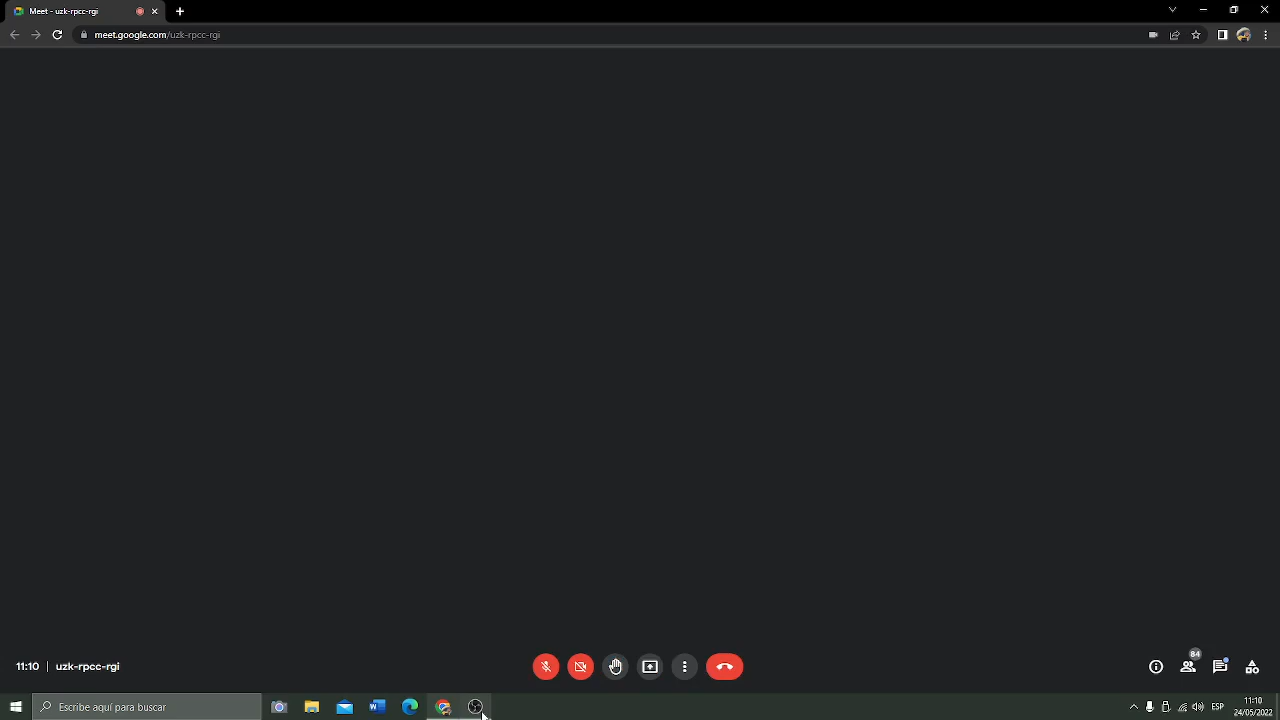 Meet - uzk-rpcc-rgi
meet.google.com/uzk-rpcc-rgi
84
11:10 | uzk-rpcc-rgi
Escribe aquí para buscar
ESP
11:10
24/05/2022